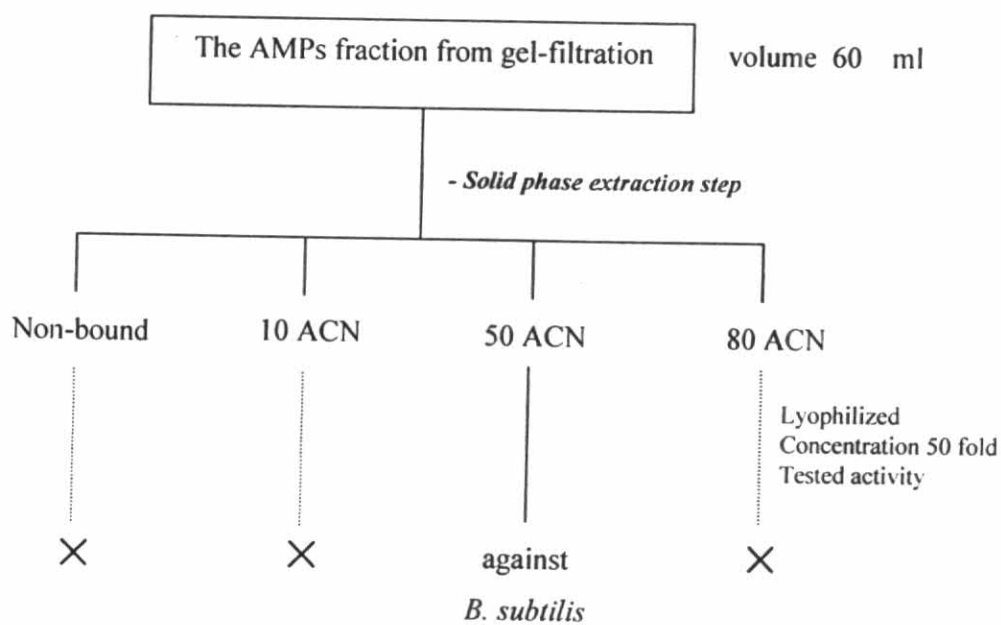 The AMPs fraction from gel-filtration volume 60 ml
- Solid phase extraction step
Non-bound 10 ACN 50 ACN 80 ACN
Lyophilized
Concentration 50 fold
Tested activity
against
B. subtilis